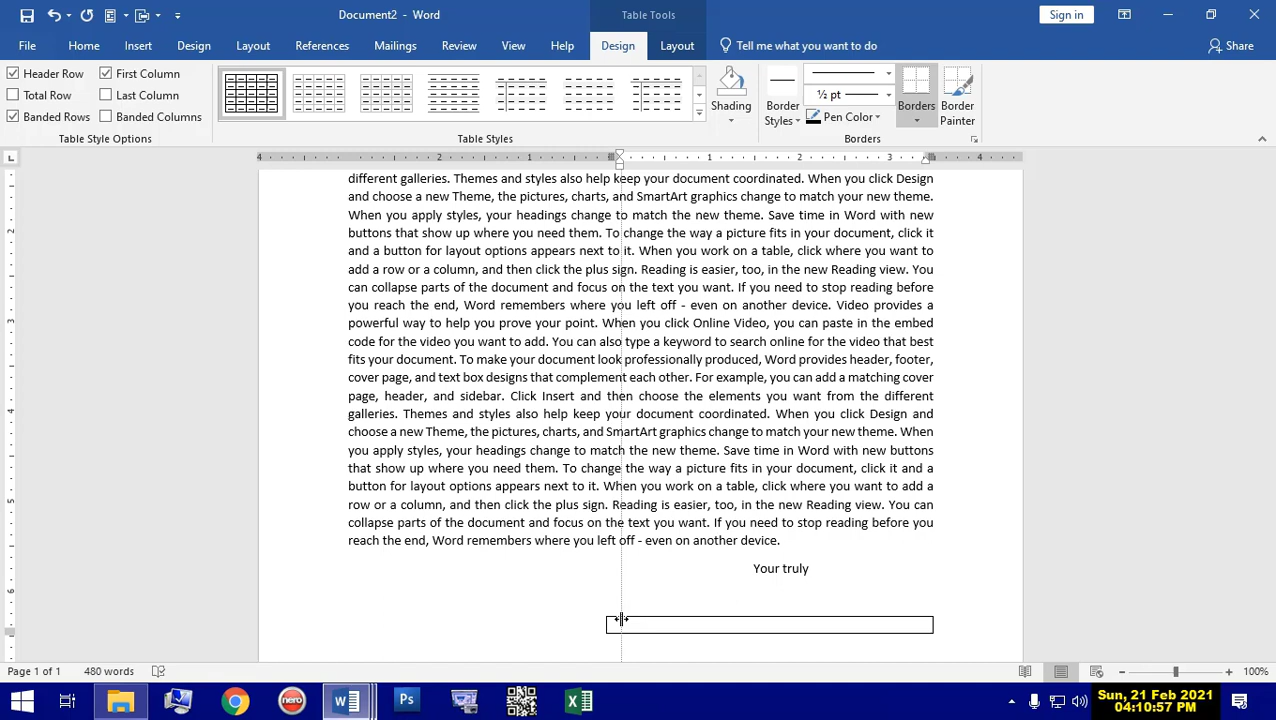 Document2 - Word
Table Tools
Sign in
File
Home
Insert
Design
Layout
References
Mailings
Review
View
Help
Design
Layout
Tell me what you want to do
Share
Header Row
First Column
Total Row
Last Column
Banded Rows
Banded Columns
Table Style Options
Table Styles
Shading
Border
Styles
½ pt
Pen Color
Borders
Border
Painter
Borders
4 2 1 1 2 3 4
2
3
4
5
6
different galleries. Themes and styles also help keep your document coordinated. When you click Design
and choose a new Theme, the pictures, charts, and SmartArt graphics change to match your new theme.
When you apply styles, your headings change to match the new theme. Save time in Word with new
buttons that show up where you need them. To change the way a picture fits in your document, click it
and a button for layout options appears next to it. When you work on a table, click where you want to
add a row or a column, and then click the plus sign. Reading is easier, too, in the new Reading view. You
can collapse parts of the document and focus on the text you want. If you need to stop reading before
you reach the end, Word remembers where you left off - even on another device. Video provides a
powerful way to help you prove your point. When you click Online Video, you can paste in the embed
code for the video you want to add. You can also type a keyword to search online for the video that best
fits your document. To make your document look professionally produced, Word provides header, footer,
cover page, and text box designs that complement each other. For example, you can add a matching cover
page, header, and sidebar. Click Insert and then choose the elements you want from the different
galleries. Themes and styles also help keep your document coordinated. When you click Design and
choose a new Theme, the pictures, charts, and SmartArt graphics change to match your new theme. When
you apply styles, your headings change to match the new theme. Save time in Word with new buttons
that show up where you need them. To change the way a picture fits in your document, click it and a
button for layout options appears next to it. When you work on a table, click where you want to add a
row or a column, and then click the plus sign. Reading is easier, too, in the new Reading view. You can
collapse parts of the document and focus on the text you want. If you need to stop reading before you
reach the end, Word remembers where you left off - even on another device.
Your truly
Page 1 of 1
480 words
100%
nero
Ps
Sun, 21 Feb 2021
04:10:57 PM